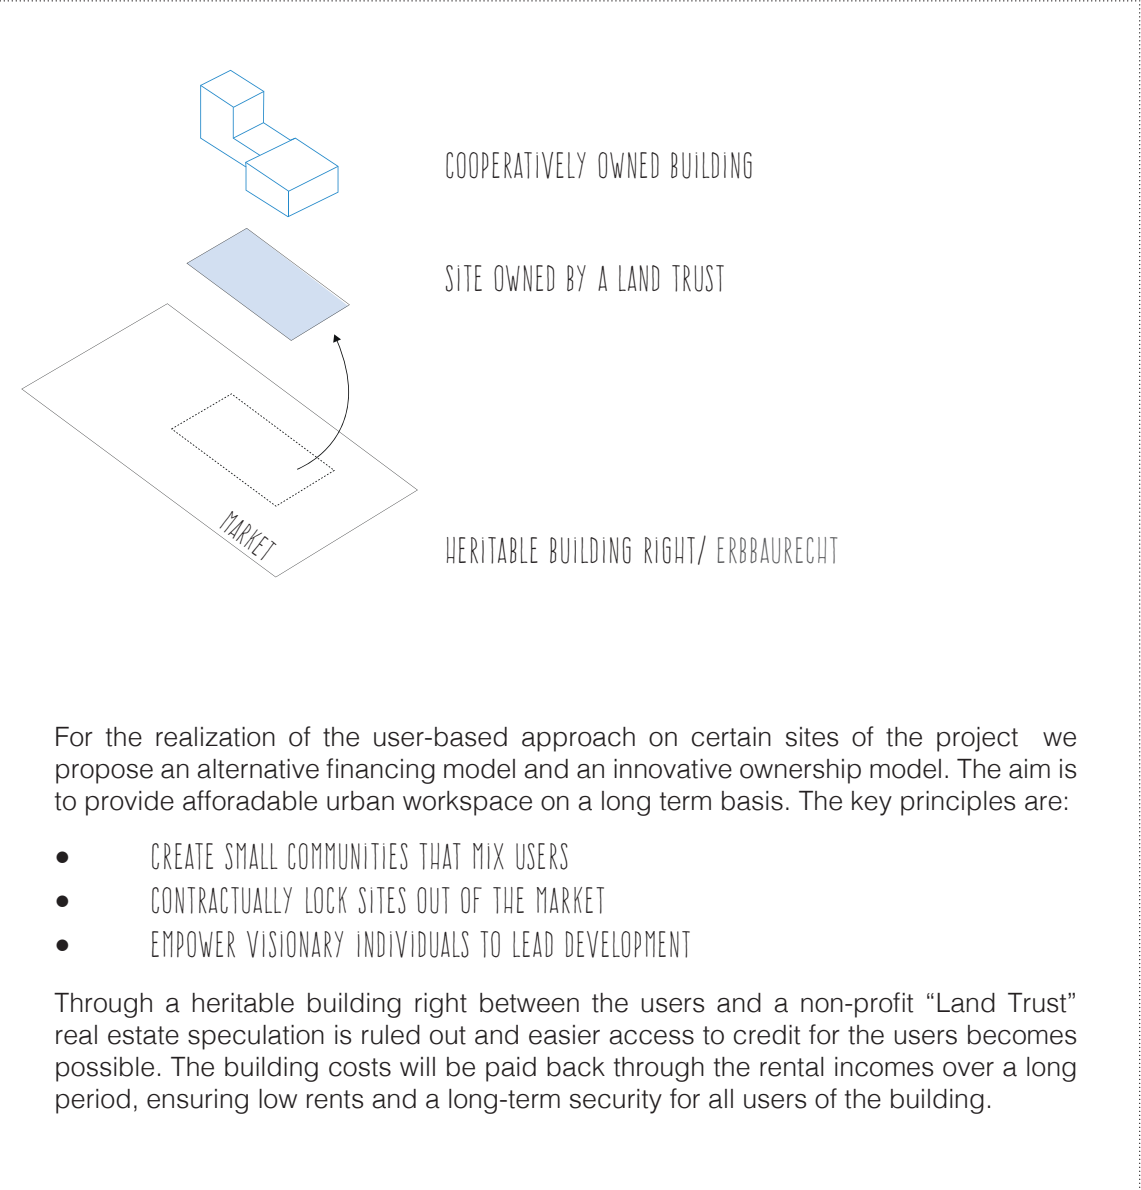 COOPERATIVELY OWNED BUILDING
SITE OWNED BY A LAND TRUST
MARKET
HERITABLE BUILDING RIGHT/ ERBBAURECHT
For the realization of the user-based approach on certain sites of the project we
propose an alternative financing model and an innovative ownership model. The aim is
to provide afforadable urban workspace on a long term basis. The key principles are:
● CREATE SMALL COMMUNITIES THAT MIX USERS
● CONTRACTUALLY LOCK SITES OUT OF THE MARKET
● EMPOWER VISIONARY INDIVIDUALS TO LEAD DEVELOPMENT
Through a heritable building right between the users and a non-profit “Land Trust”
real estate speculation is ruled out and easier access to credit for the users becomes
possible. The building costs will be paid back through the rental incomes over a long
period, ensuring low rents and a long-term security for all users of the building.